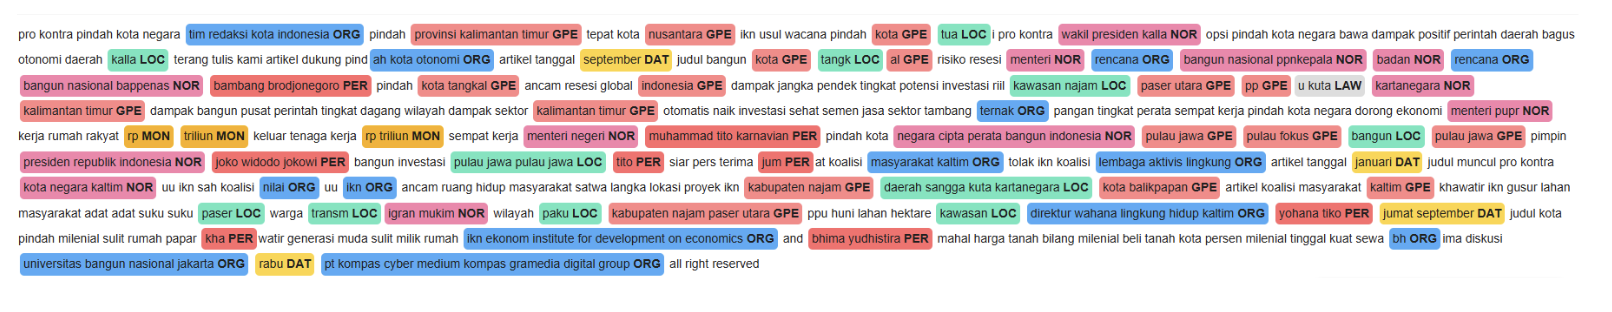 pro kontra pindah kota negara tim redaksi kota indonesia ORG pindah provinsi kalimantan timur GPE tepat kota nusantara GPE ikn usul wacana pindah kota GPE tua LOC i pro kontra wakil presiden kalla NOR opsi pindah kota negara bawa dampak positif perintah daerah bagus
otonomi daerah kalla LOC terang tulis kami artikel dukung pind ah kota otonomi ORG artikel tanggal september DAT judul bangun kota GPE tangk LOC al GPE risiko resesi menteri NOR rencana ORG bangun nasional ppnkepala NOR badan NOR rencana ORG
bangun nasional bappenas NOR bambang brodjonegoro PER pindah kota tangkal GPE ancam resesi global indonesia GPE dampak jangka pendek tingkat potensi investasi riil kawasan najam LOC paser utara GPE pp GPE u kuta LAW kartanegara NOR
kalimantan timur GPE dampak bangun pusat perintah tingkat dagang wilayah dampak sektor kalimantan timur GPE otomatis naik investasi sehat semen jasa sektor tambang ternak ORG pangan tingkat perata sempat kerja pindah kota negara dorong ekonomi menteri pupr NOR
kerja rumah rakyat rp MON triliun MON keluar tenaga kerja rp triliun MON sempat kerja menteri negeri NOR muhammad tito karnavian PER pindah kota negara cipta perata bangun indonesia NOR pulau jawa GPE pulau fokus GPE bangun LOC pulau jawa GPE pimpin
presiden republik indonesia NOR joko widodo jokowi PER bangun investasi pulau jawa pulau jawa LOC tito PER siar pers terima jum PER at koalisi masyarakat kaltim ORG tolak ikn koalisi lembaga aktivis lingkung ORG artikel tanggal januari DAT judul muncul pro kontra
kota negara kaltim NOR uu ikn sah koalisi nilai ORG uu ikn ORG ancam ruang hidup masyarakat satwa langka lokasi proyek ikn kabupaten najam GPE daerah sangga kuta kartanegara LOC kota balikpapan GPE artikel koalisi masyarakat kaltim GPE khawatir ikn gusur lahan
masyarakat adat adat suku suku paser LOC warga transm LOC igran mukim NOR wilayah paku LOC kabupaten najam paser utara GPE ppu huni lahan hektare kawasan LOC direktur wahana lingkung hidup kaltim ORG yohana tiko PER jumat september DAT judul kota
pindah milenial sulit rumah papar kha PER watir generasi muda sulit milik rumah ikn ekonom institute for development on economics ORG and bhima yudhistira PER mahal harga tanah bilang milenial beli tanah kota persen milenial tinggal kuat sewa bh ORG ima diskusi
universitas bangun nasional jakarta ORG rabu DAT pt kompas cyber medium kompas gramedia digital group ORG all right reserved